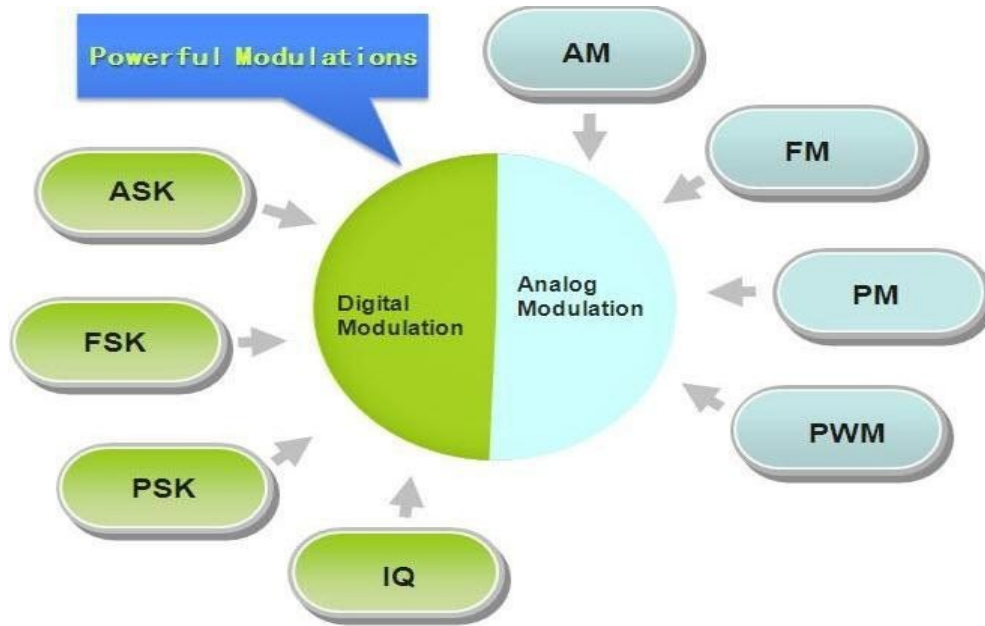 Powerful Modulations
AM
FM
ASK
PM
Digital
Modulation
Analog
Modulation
FSK
PWM
PSK
IQ